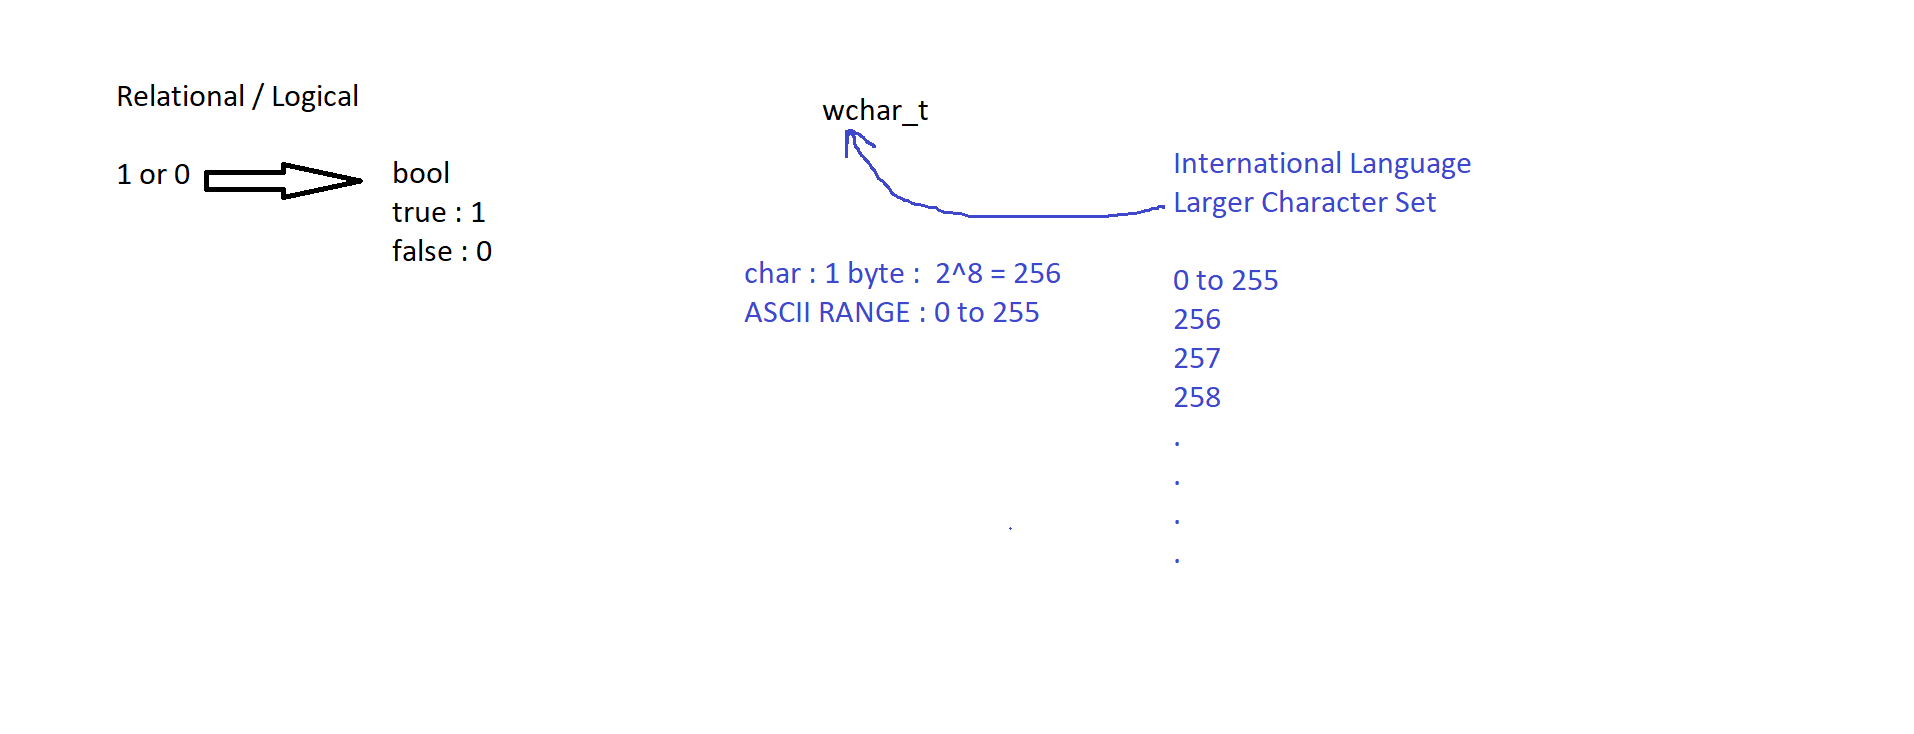 Relational / Logical
1 or 0
bool
true : 1
false : 0
wchar_t
International Language
Larger Character Set
char : 1 byte :  2^8 = 256
ASCII RANGE : 0 to 255
0 to 255
256
257
258
.
.
.
.